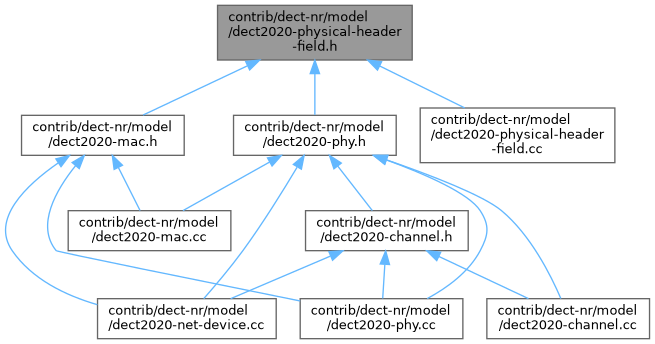 contrib/dect-nr/model
/dect2020-physical-header
-field.h
contrib/dect-nr/model
/dect2020-mac.h
contrib/dect-nr/model
/dect2020-phy.h
contrib/dect-nr/model
/dect2020-physical-header
-field.cc
contrib/dect-nr/model
/dect2020-mac.cc
contrib/dect-nr/model
/dect2020-channel.h
contrib/dect-nr/model
/dect2020-net-device.cc
contrib/dect-nr/model
/dect2020-phy.cc
contrib/dect-nr/model
/dect2020-channel.cc